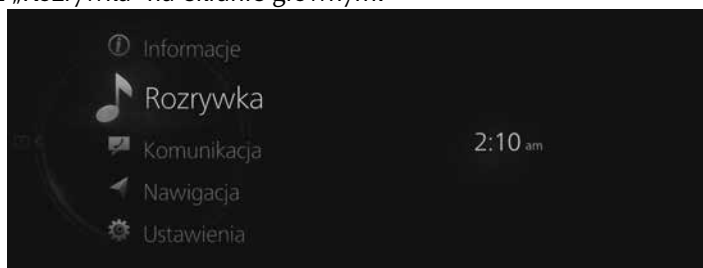 „Rozrywka" na ekranie głównym.
Informacje
Rozrywka
Komunikacja
Nawigacja
Ustawienia
2:10 am